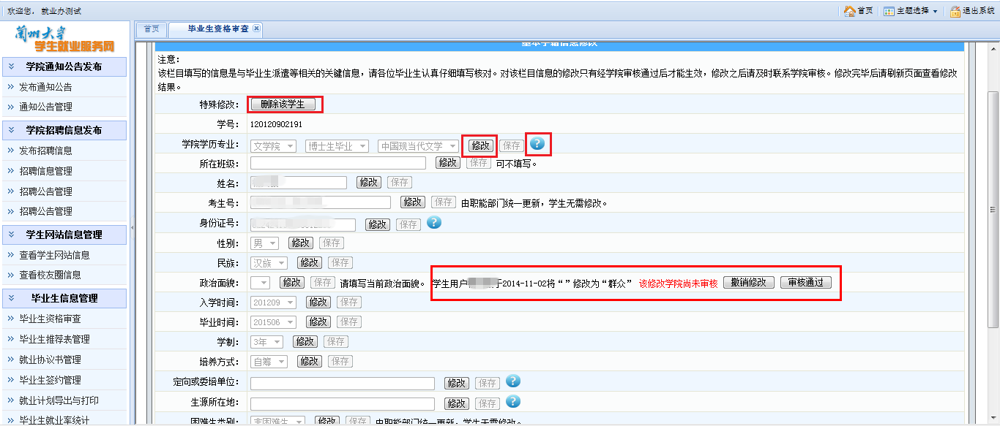 欢迎您, 就业办测试
首页 主题选择 退出系统
兰州大学
学生就业服务网
首页 毕业生资格审查
学院通知公告发布
发布通知公告
通知公告管理
学院招聘信息发布
发布招聘信息
招聘信息管理
招聘公告管理
招聘公告管理
学生网站信息管理
查看学生网站信息
查看校友圈信息
毕业生信息管理
毕业生资格审查
毕业生推荐表管理
就业协议书管理
毕业生签约管理
就业计划导出与打印
毕业生就业率统计
基本学籍信息修改
注意:
该栏目填写的信息是与毕业生派遣等相关的关键信息，请各位毕业生认真仔细填写核对。对该栏目信息的修改只有经学院审核通过后才能生效，修改之后请及时联系学院审核。修改完毕后请刷新页面查看修改
结果。
特殊修改: 删除该学生
学号: 120120902191
学院学历专业: 文学院 博士生毕业 中国现当代文学 修改 保存 ?
所在班级: 修改 保存 可不填写。
姓名: 修改 保存
考生号: 修改 保存 由职能部门统一更新，学生无需修改。
身份证号: 修改 保存 ?
性别: 男 修改 保存
民族: 汉族 修改 保存
政治面貌: 修改 保存 请填写当前政治面貌。 学生用户 于2014-11-02将“ ”修改为“群众” 该修改学院尚未审核 撤销修改 审核通过
入学时间: 201209 修改 保存
毕业时间: 201506 修改 保存
学制: 3年 修改 保存
培养方式: 自筹 修改 保存
定向或委培单位: 修改 保存 ?
生源所在地: 修改 保存 ?
困难生类别: 非困难生 修改 保存 由职能部门统一更新，学生无需修改。